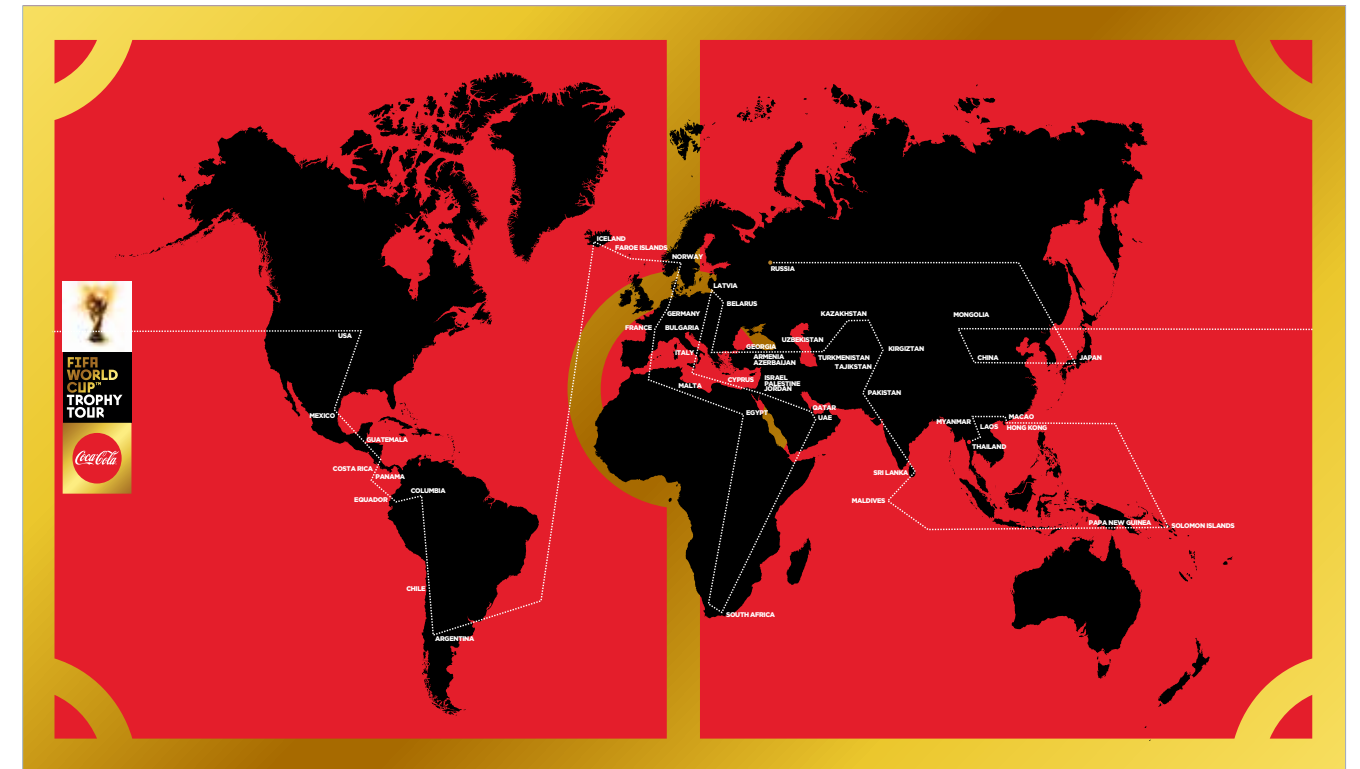 FIFA
WORLD
CUP™
TROPHY
TOUR
Coca-Cola
USA
MEXICO
GUATEMALA
COSTA RICA
PANAMA
EQUADOR
COLUMBIA
CHILE
ARGENTINA
ICELAND
FAROE ISLANDS
NORWAY
LATVIA
BELARUS
GERMANY
FRANCE
BULGARIA
ITALY
MALTA
CYPRUS
GEORGIA
ARMENIA
AZERBAIJAN
ISRAEL
PALESTINE
JORDAN
EGYPT
QATAR
UAE
SOUTH AFRICA
RUSSIA
KAZAKHSTAN
UZBEKISTAN
TURKMENISTAN
TAJIKISTAN
KIRGIZTAN
PAKISTAN
SRI LANKA
MALDIVES
MONGOLIA
CHINA
JAPAN
MYANMAR
LAOS
THAILAND
MACAO
HONG KONG
PAPA NEW GUINEA
SOLOMON ISLANDS